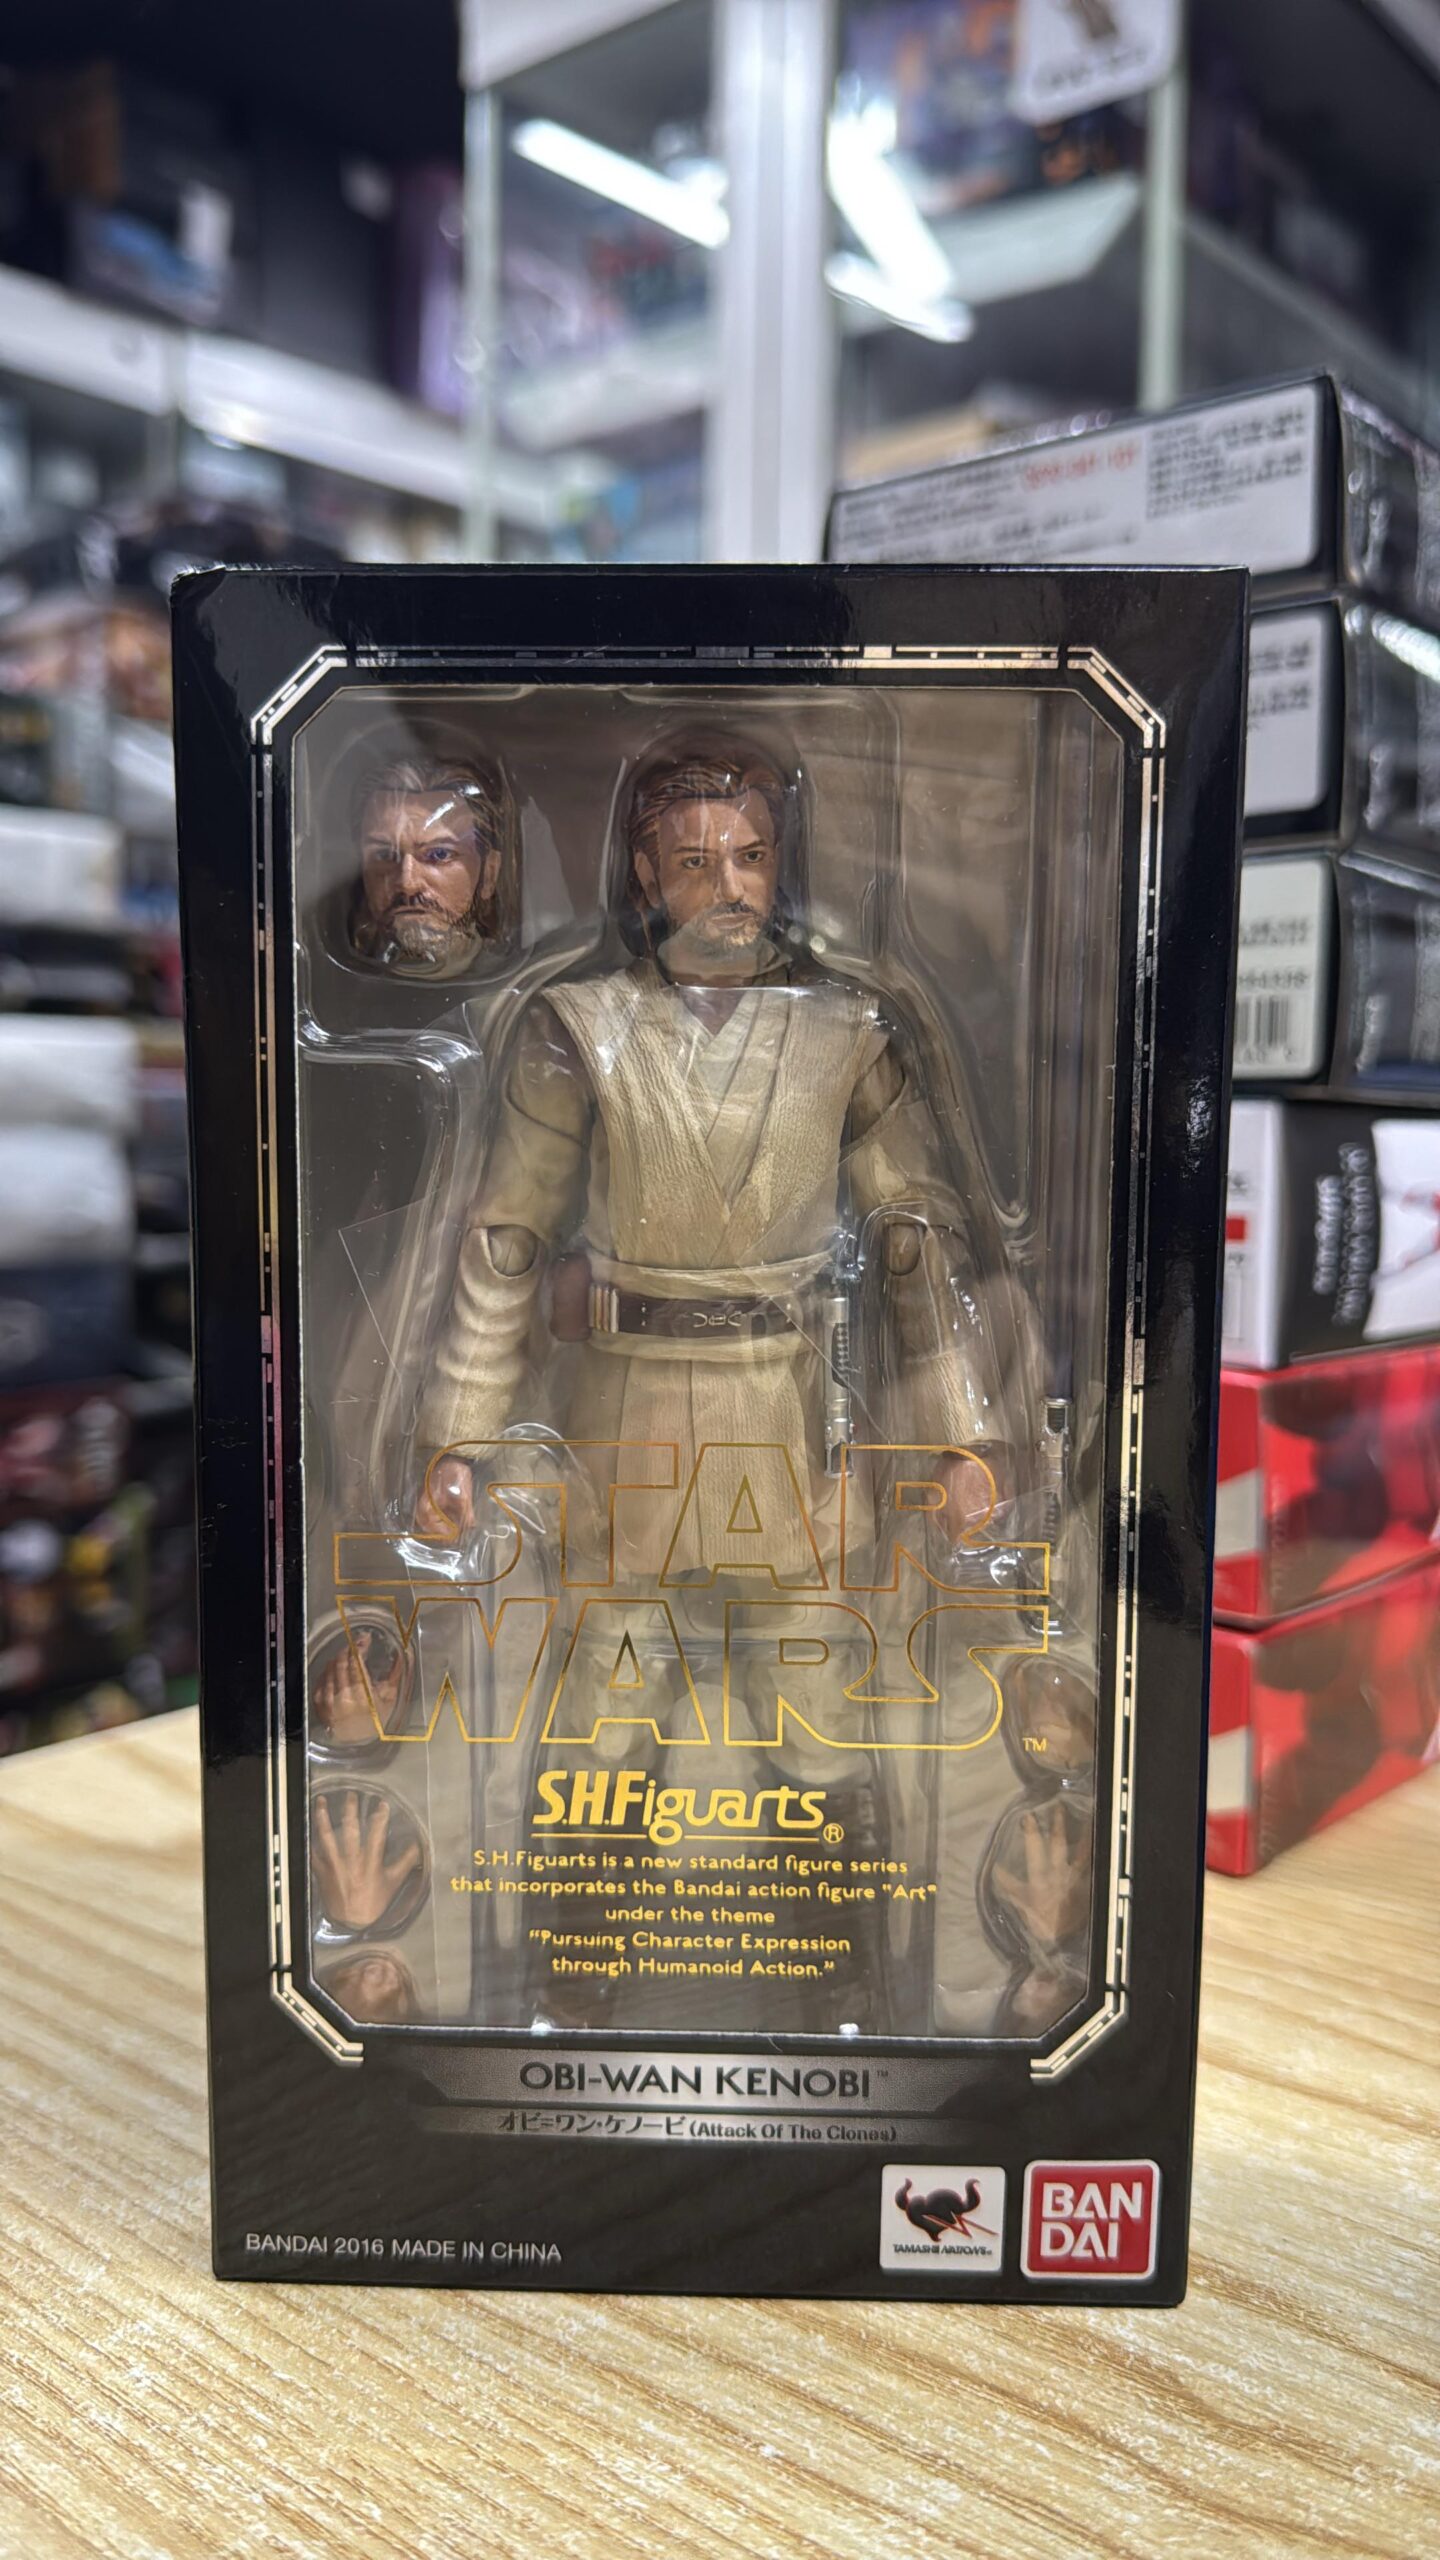 STAR
WARS
TM
S.H.Figuarts®
S.H.Figuarts is a new standard figure series
that incorporates the Bandai action figure "Art"
under the theme
"Pursuing Character Expression
through Humanoid Action."
OBI-WAN KENOBI™
オビ=ワン・ケノービ (Attack Of The Clones)
TAMASHII NATIONS
BAN
DAI
BANDAI 2016 MADE IN CHINA